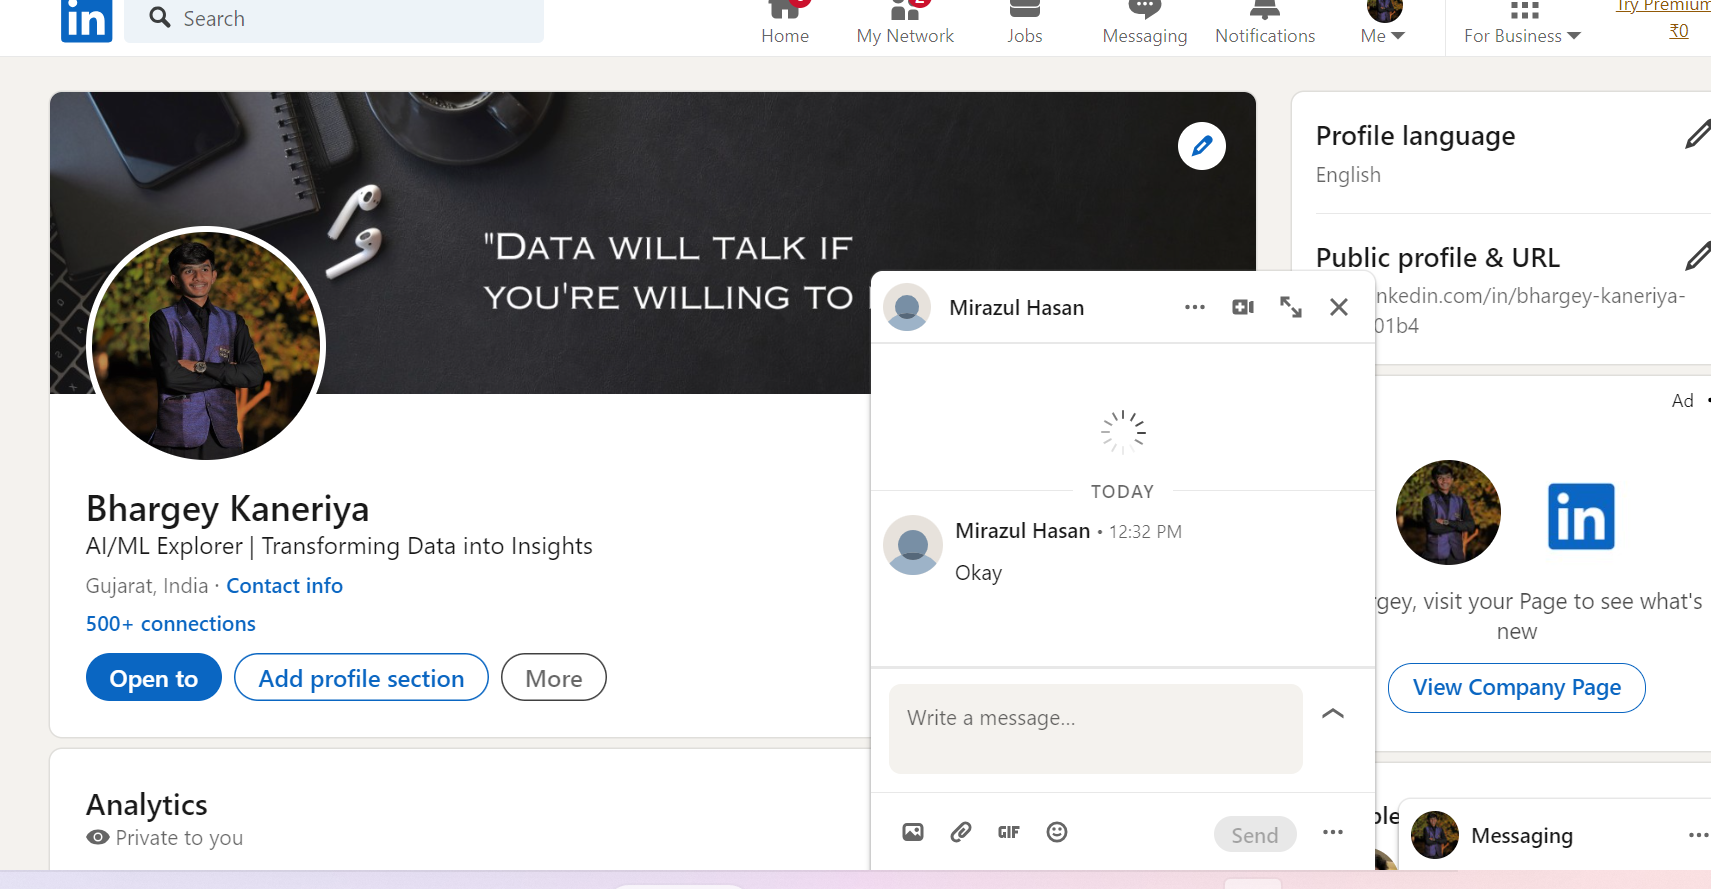 in
Search
Home
My Network
Jobs
Messaging
Notifications
Me
For Business
Try Premium
₹0
"DATA WILL TALK IF
YOU'RE WILLING TO
Bhargey Kaneriya
AI/ML Explorer | Transforming Data into Insights
Gujarat, India · Contact info
500+ connections
Open to
Add profile section
More
Analytics
Private to you
Mirazul Hasan
TODAY
Mirazul Hasan • 12:32 PM
Okay
Write a message...
GIF
Send
Profile language
English
Public profile & URL
nkedin.com/in/bhargey-kaneriya-
01b4
Ad
in
gey, visit your Page to see what's
new
View Company Page
Messaging